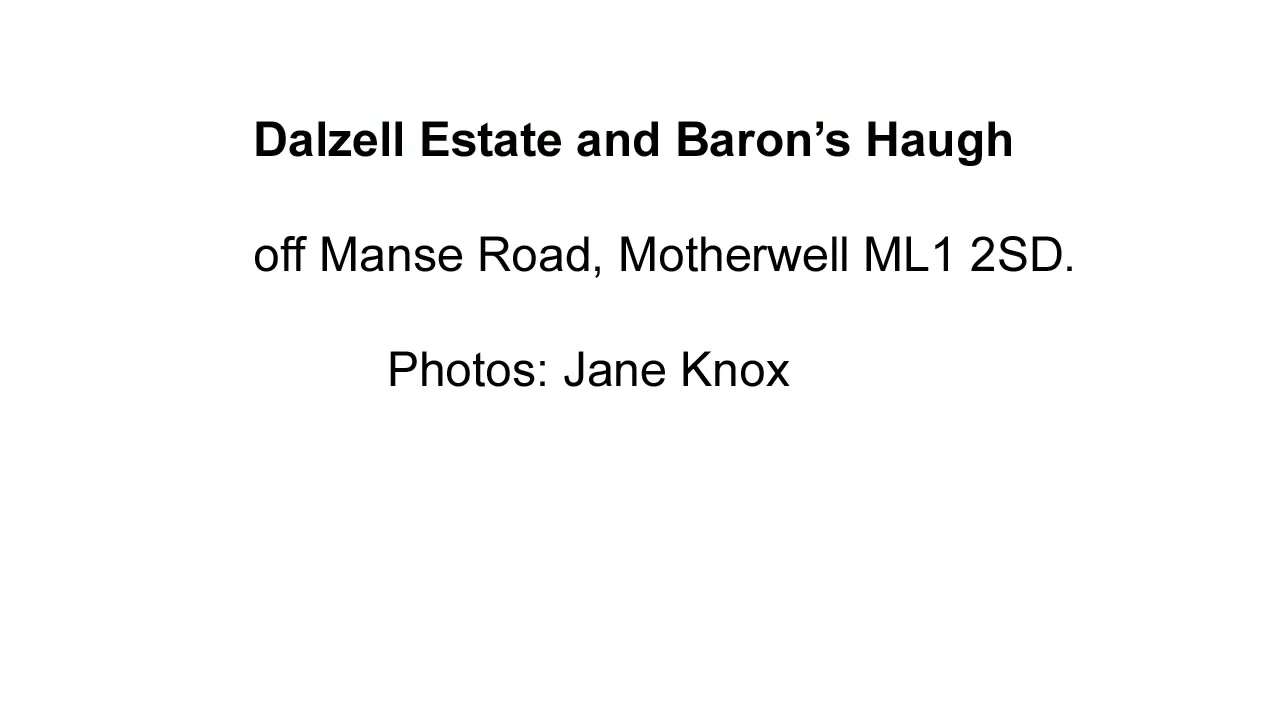 Dalzell Estate and Baron’s Haugh
off Manse Road, Motherwell ML1 2SD.
Photos: Jane Knox